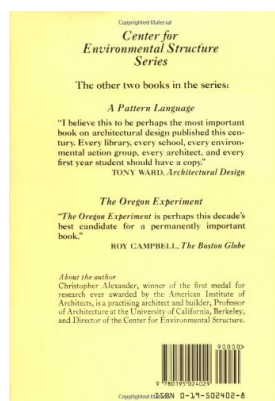 Copyrighted Material
Center for
Environmental Structure
Series
The other two books in the series:
A Pattern Language
"I believe this to be perhaps the most important
book on architectural design published this cen-
tury. Every library, every school, every environ-
mental action group, every architect, and every
first year student should have a copy."
TONY WARD, Architectural Design
The Oregon Experiment
"The Oregon Experiment is perhaps this decade's
best candidate for a permanently important
book."
ROY CAMPBELL, The Boston Globe
About the author
Christopher Alexander, winner of the first medal for
research ever awarded by the American Institute of
Architects, is a practising architect and builder, Professor
of Architecture at the University of California, Berkeley,
and Director of the Center for Environmental Structure.
90000>
9 780195 024029
ISBN 0-19-502402-8